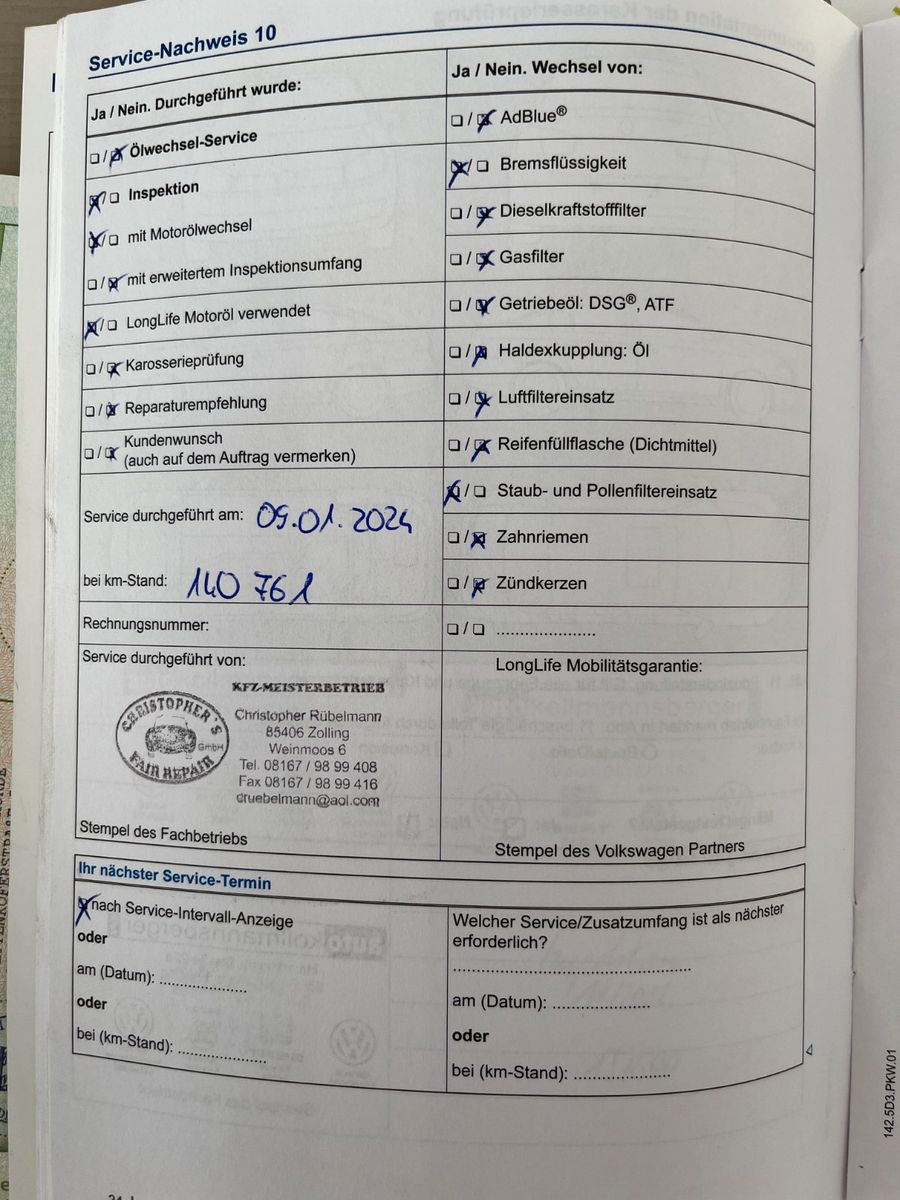 Service-Nachweis 10
Ja / Nein. Durchgeführt wurde:
❏ / ❏ Ölwechsel-Service
❏ / ❏ Inspektion
❏ / ❏ mit Motorölwechsel
❏ / ❏ mit erweitertem Inspektionsumfang
❏ / ❏ LongLife Motoröl verwendet
❏ / ❏ Karosserieprüfung
❏ / ❏ Reparaturempfehlung
❏ / ❏ Kundenwunsch
(auch auf dem Auftrag vermerken)
Service durchgeführt am: 09.01.2024
bei km-Stand: 140 761
Rechnungsnummer:
Service durchgeführt von:
KFZ-MEISTERBETRIEB
CHRISTOPHER'S
GmbH
FAIR REPAIR
Christopher Rübelmann
85406 Zolling
Weinmoos 6
Tel. 08167 / 98 99 408
Fax 08167 / 98 99 416
druebelmann@aol.com
Stempel des Fachbetriebs
Ja / Nein. Wechsel von:
❏ / ❏ AdBlue®
❏ / ❏ Bremsflüssigkeit
❏ / ❏ Dieselkraftstofffilter
❏ / ❏ Gasfilter
❏ / ❏ Getriebeöl: DSG®, ATF
❏ / ❏ Haldexkupplung: Öl
❏ / ❏ Luftfiltereinsatz
❏ / ❏ Reifenfüllflasche (Dichtmittel)
❏ / ❏ Staub- und Pollenfiltereinsatz
❏ / ❏ Zahnriemen
❏ / ❏ Zündkerzen
❏ / ❏ .....................
LongLife Mobilitätsgarantie:
Stempel des Volkswagen Partners
Ihr nächster Service-Termin
❏ nach Service-Intervall-Anzeige
oder
am (Datum): ..................
oder
bei (km-Stand): ..................
Welcher Service/Zusatzumfang ist als nächster
erforderlich?
.................................................
am (Datum): ....................
oder
bei (km-Stand): ....................
142.5D3.PKW.01